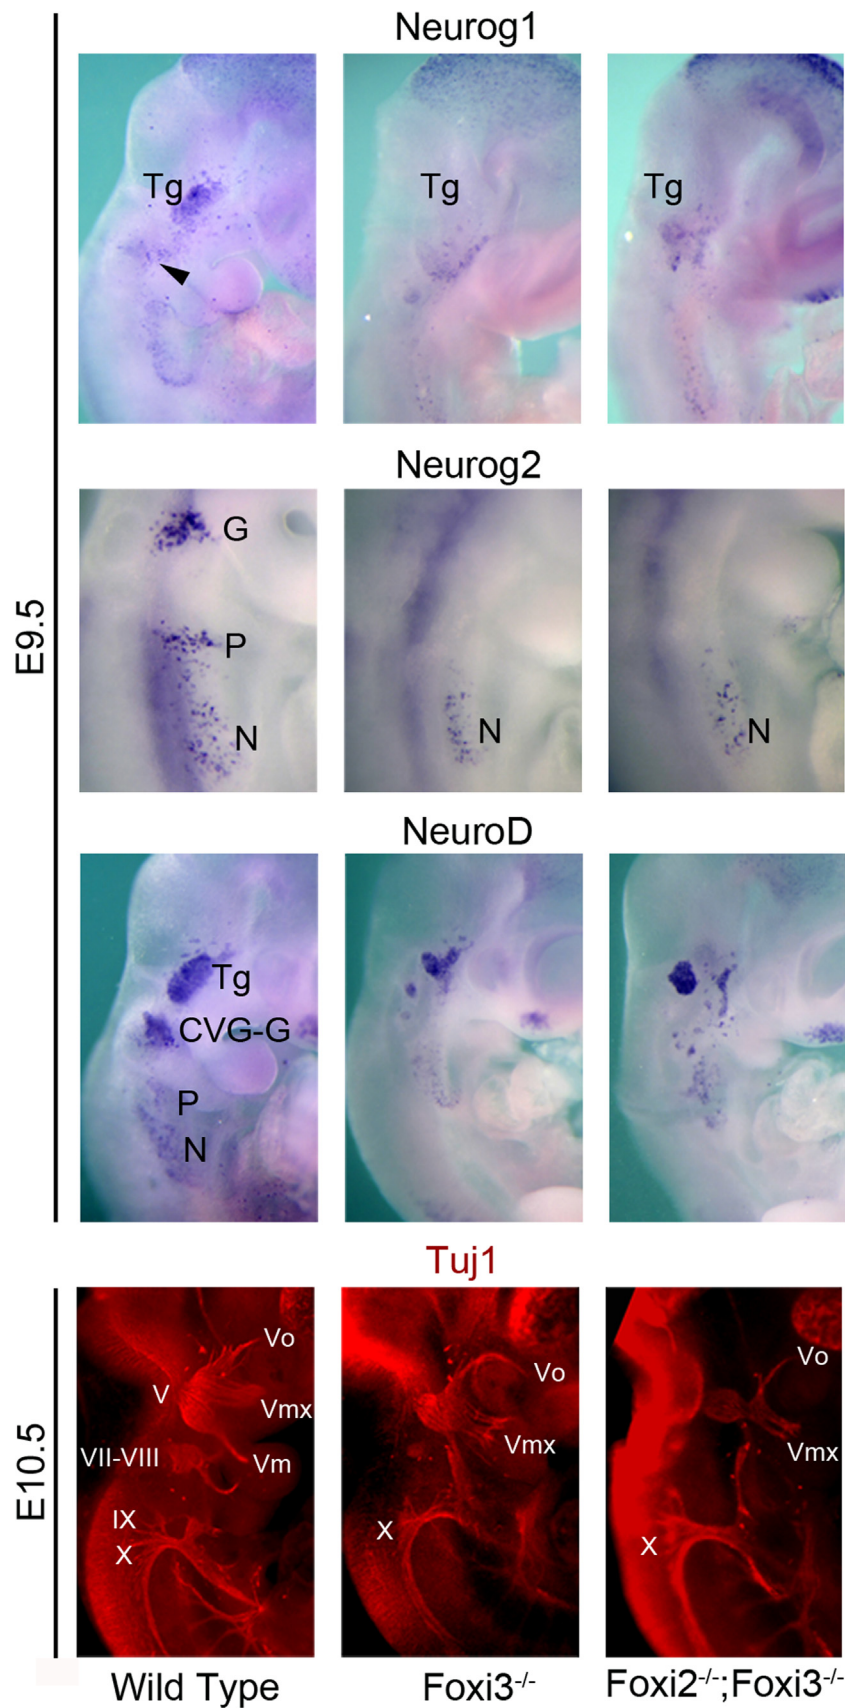 Neurog1
Tg
Tg
Tg
Neurog2
G
P
N
N
N
E9.5
NeuroD
Tg
CVG-G
P
N
Tuj1
Vo
V
Vmx
VII-VIII
Vm
IX
X
Vo
Vmx
X
Vo
Vmx
X
E10.5
Wild Type
Foxi3-/-
Foxi2-/-;Foxi3-/-